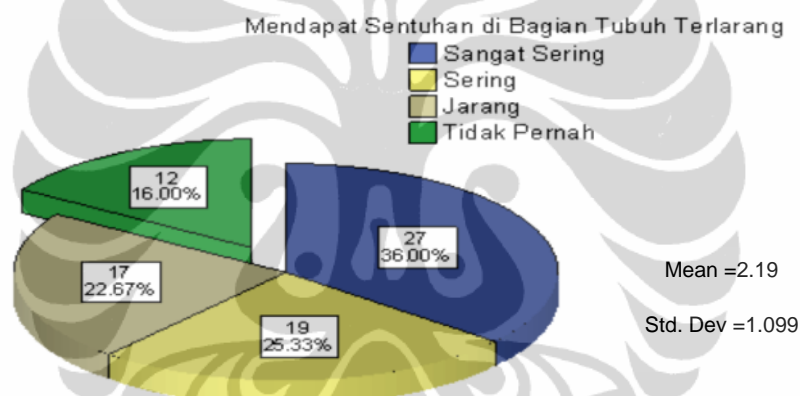 Mendapat Sentuhan di Bagian Tubuh Terlarang
Sangat Sering
Sering
Jarang
Tidak Pernah
12
16.00%
27
36.00%
17
22.67%
19
25.33%
Mean =2.19
Std. Dev =1.099